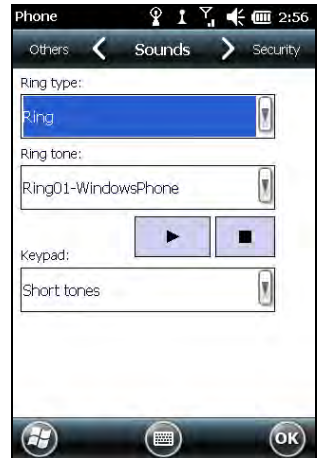 Phone 2:56
Others Sounds Security
Ring type:
Ring
Ring tone:
Ring01-WindowsPhone
Keypad:
Short tones
OK